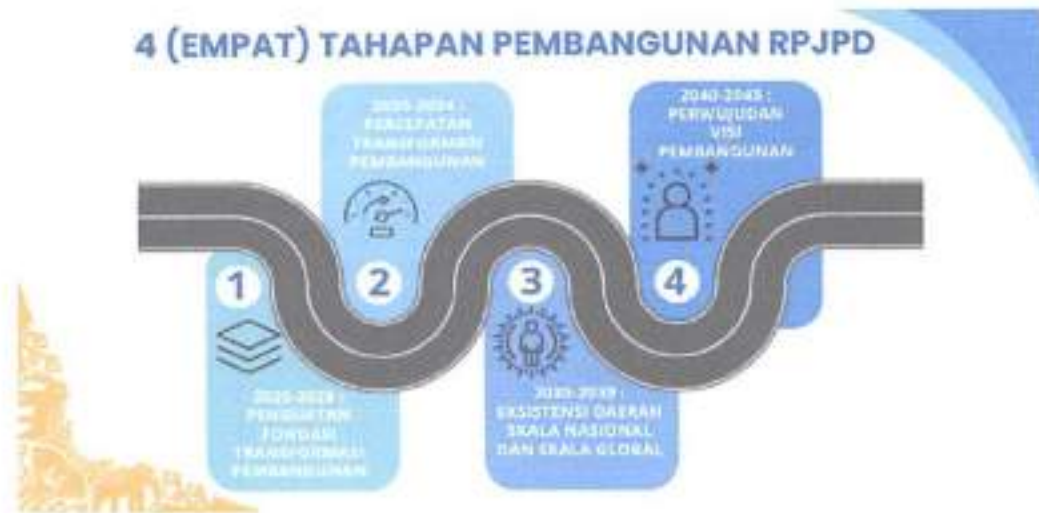 4 (EMPAT) TAHAPAN PEMBANGUNAN RPJPD
1
2025-2029 :
PENGUATAN
FONDASI
TRANSFORMASI
PEMBANGUNAN
2
2030-2034 :
PERCEPATAN
TRANSFORMASI
PEMBANGUNAN
3
2035-2039 :
EKSISTENSI DAERAH
SKALA NASIONAL
DAN SKALA GLOBAL
4
2040-2045 :
PERWUJUDAN
VISI
PEMBANGUNAN